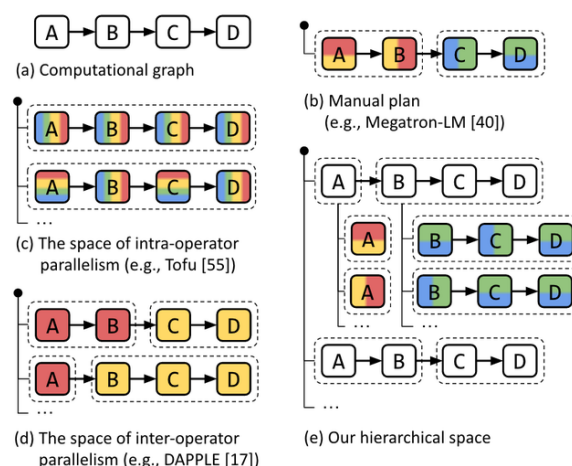 A B C D
(a) Computational graph
A B C D
(b) Manual plan
(e.g., Megatron-LM [40])
A B C D
A B C D
...
(c) The space of intra-operator
parallelism (e.g., Tofu [55])
A B C D
A B C D
...
(d) The space of inter-operator
parallelism (e.g., DAPPLE [17])
A B C D
A B C D
A B C D
... ...
A B C D
...
(e) Our hierarchical space